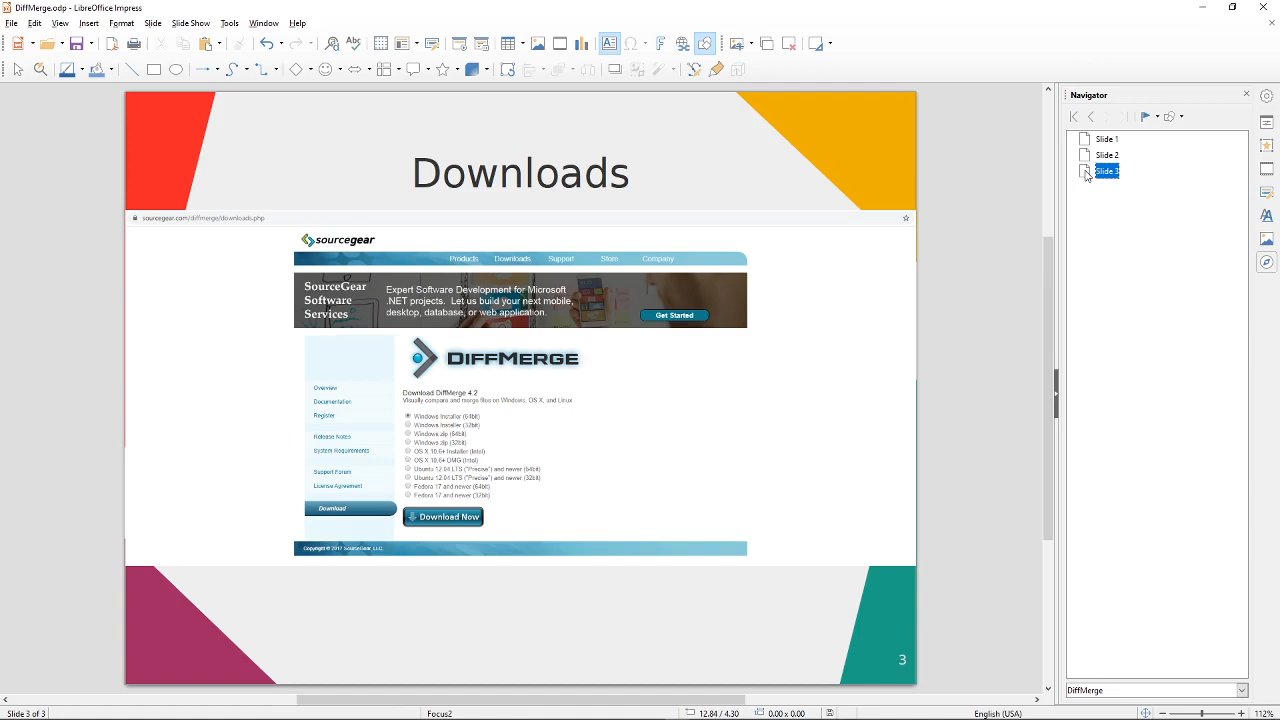 DiffMerge.odp - LibreOffice Impress
File Edit View Insert Format Slide Slide Show Tools Window Help
Navigator
Slide 1
Slide 2
Slide 3
Downloads
sourcegear.com/diffmerge/downloads.php
sourcegear
Products Downloads Support Store Company
SourceGear
Software
Services
Expert Software Development for Microsoft
.NET projects. Let us build your next mobile,
desktop, database, or web application.
Get Started
DIFFMERGE
Overview
Documentation
Register
Release Notes
System Requirements
Support Forum
License Agreement
Download
Download DiffMerge 4.2
Visually compare and merge files on Windows, OS X, and Linux
Windows Installer (64bit)
Windows Installer (32bit)
Windows zip (64bit)
Windows zip (32bit)
OS X 10.6+ Installer (Intel)
OS X 10.6+ DMG (Intel)
Ubuntu 12.04 LTS ("Precise") and newer (64bit)
Ubuntu 12.04 LTS ("Precise") and newer (32bit)
Fedora 17 and newer (64bit)
Fedora 17 and newer (32bit)
Download Now
Copyright © 2017 SourceGear, LLC.
3
DiffMerge
Slide 3 of 3 Focus2 12.84 / 4.30 0.00 x 0.00 English (USA) 112%